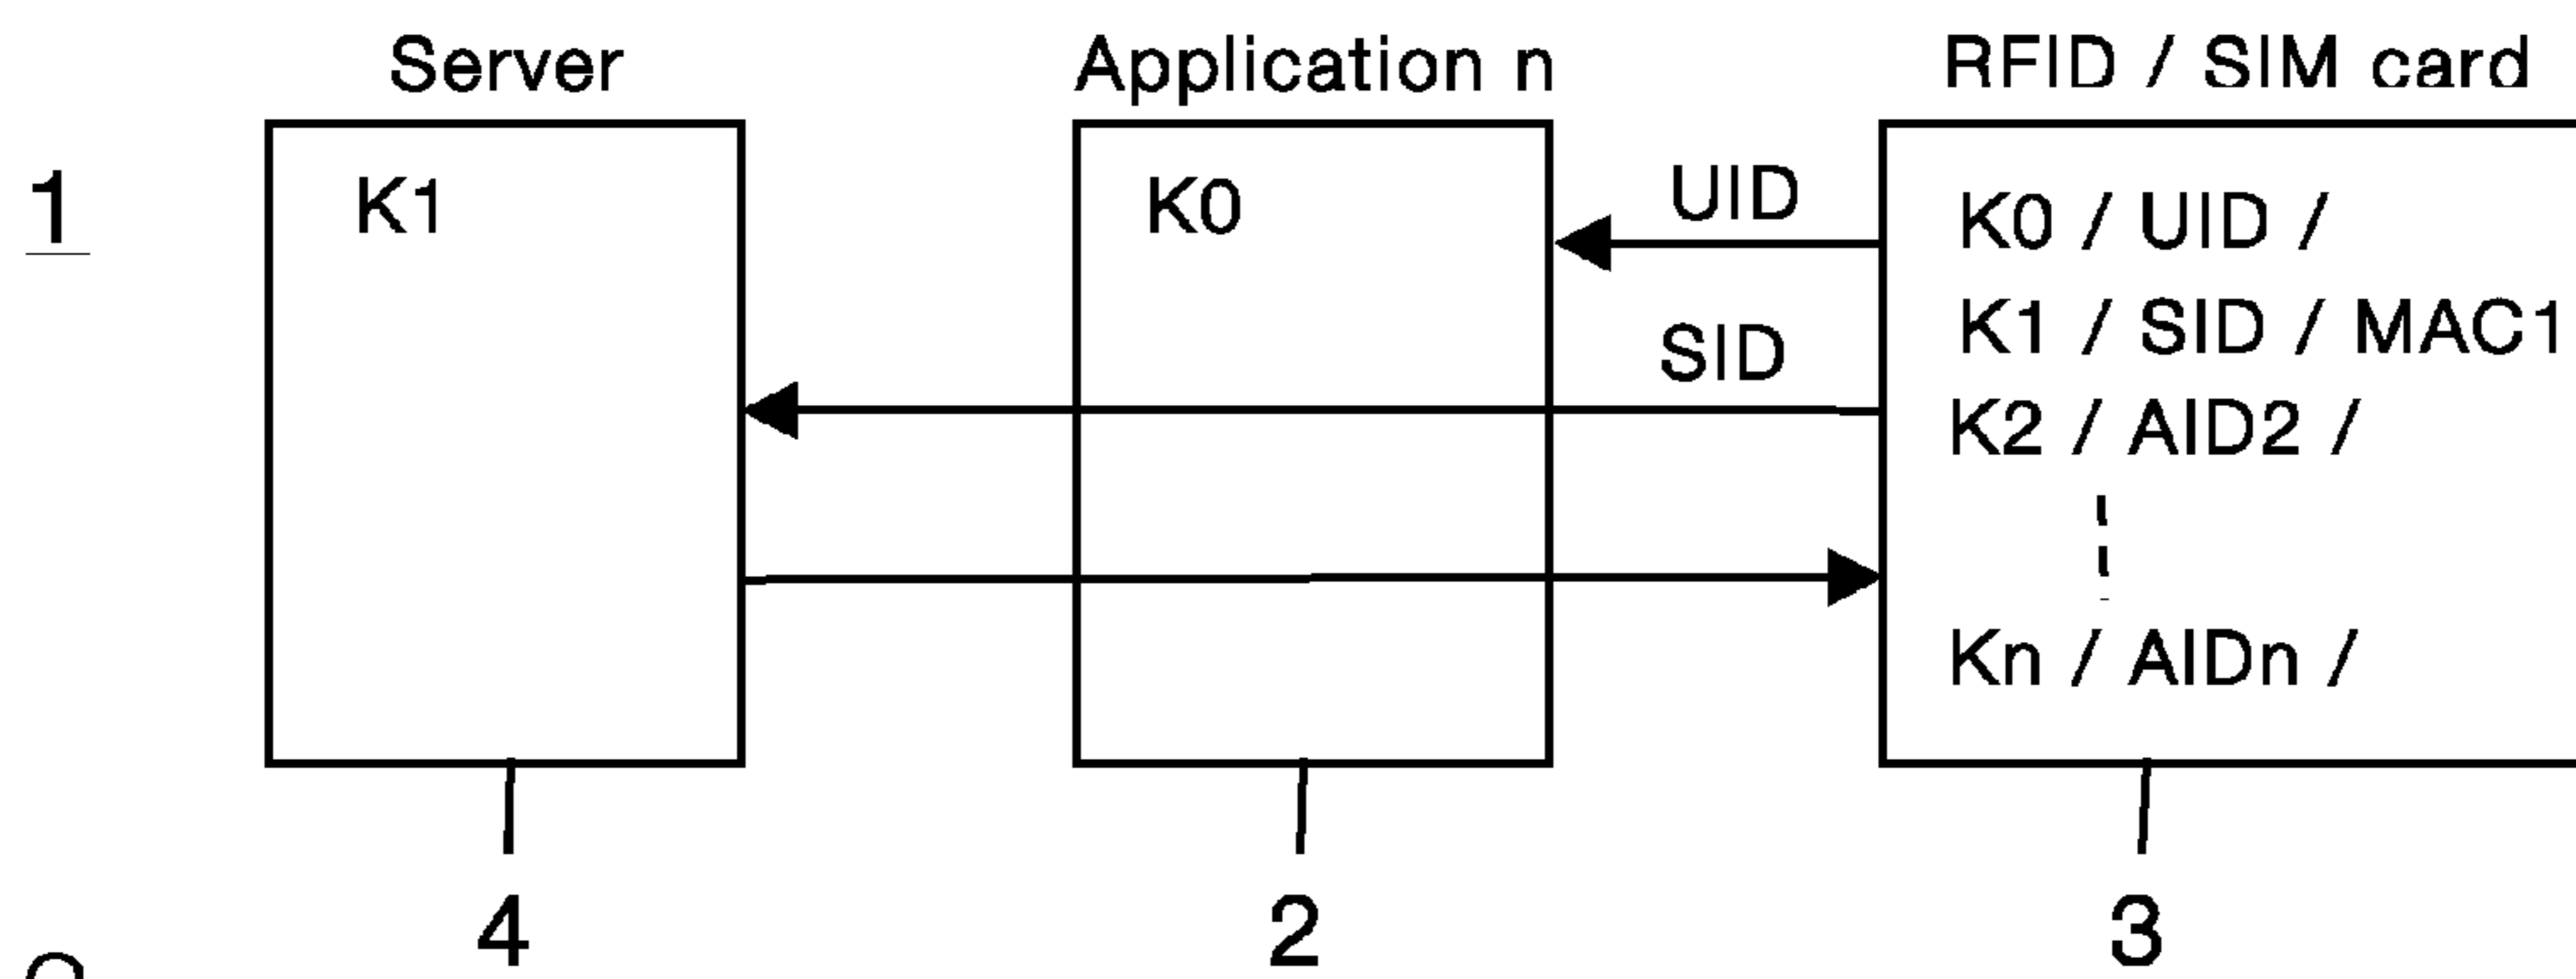 Server Application n RFID / SIM card
1 K1 K0 UID K0 / UID /
SID K1 / SID / MAC1
K2 / AID2 /
Kn / AIDn /
4 2 3